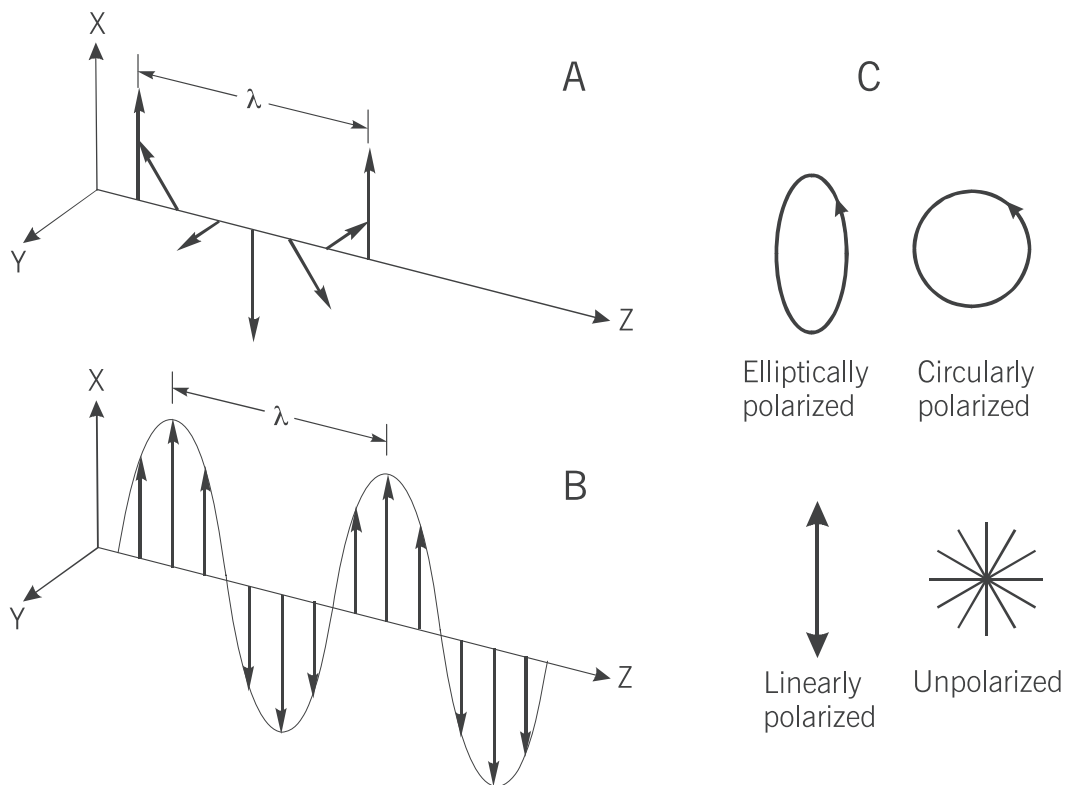 X
A
C
λ
Y
Z
Elliptically
polarized
Circularly
polarized
X
λ
B
Y
Z
Linearly
polarized
Unpolarized